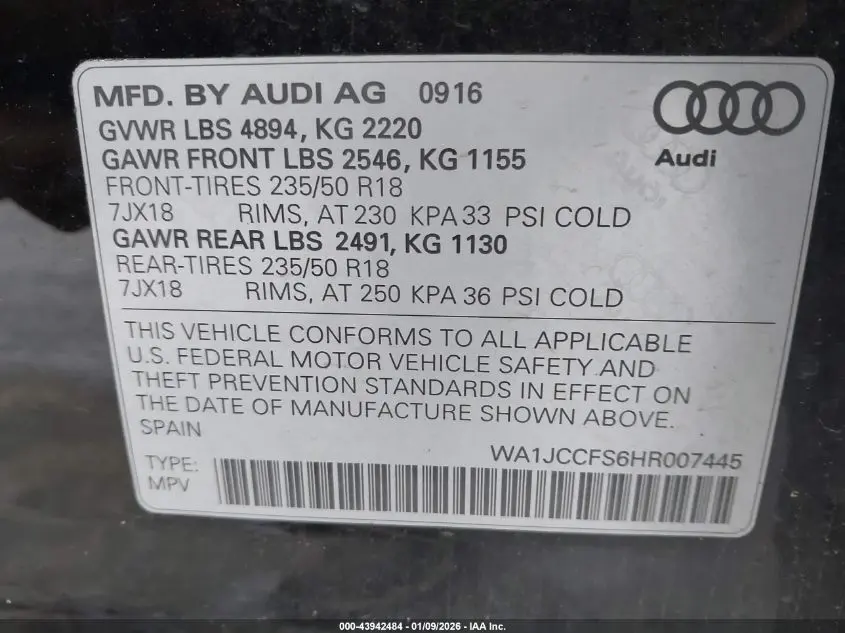 MFD. BY AUDI AG 0916
GVWR LBS 4894, KG 2220
GAWR FRONT LBS 2546, KG 1155
Audi
FRONT-TIRES 235/50 R18
7JX18 RIMS, AT 230 KPA 33 PSI COLD
GAWR REAR LBS 2491, KG 1130
REAR-TIRES 235/50 R18
7JX18 RIMS, AT 250 KPA 36 PSI COLD
THIS VEHICLE CONFORMS TO ALL APPLICABLE
U.S. FEDERAL MOTOR VEHICLE SAFETY AND
THEFT PREVENTION STANDARDS IN EFFECT ON
THE DATE OF MANUFACTURE SHOWN ABOVE.
SPAIN
WA1JCCFS6HR007445
TYPE:
MPV
000-43942484 - 01/09/2026 - IAA Inc.